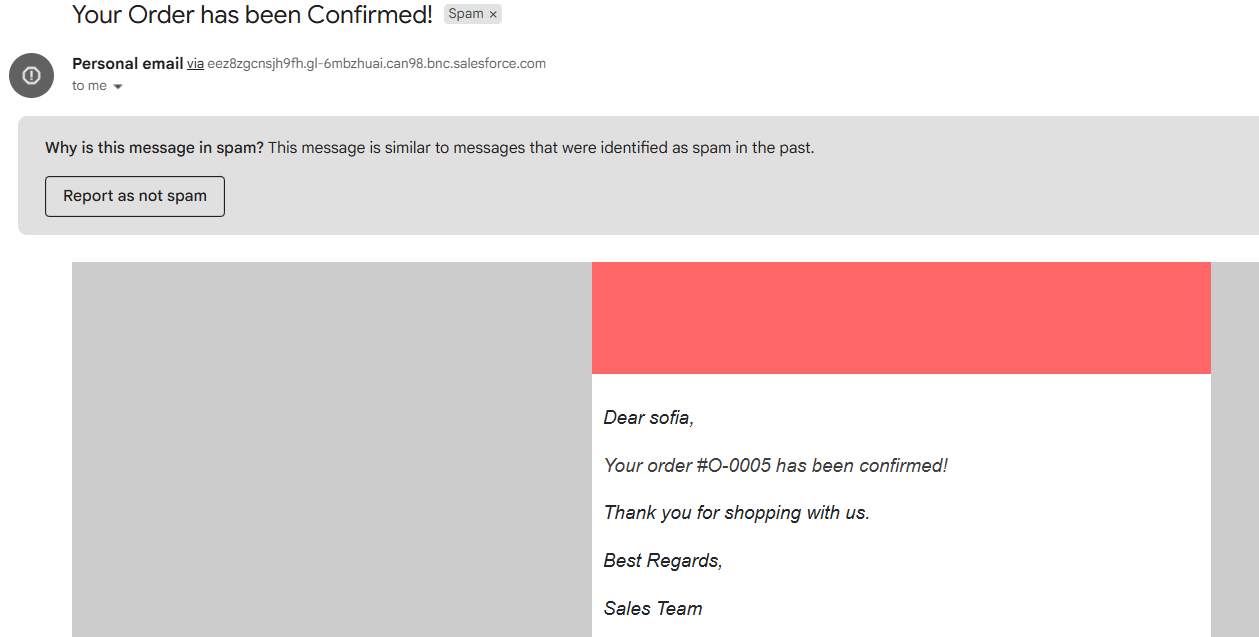 Your Order has been Confirmed! Spam ×
Personal email via eez8zgcnsjh9fh.gl-6mbzhuai.can98.bnc.salesforce.com
to me
Why is this message in spam? This message is similar to messages that were identified as spam in the past.
Report as not spam
Dear sofia,
Your order #O-0005 has been confirmed!
Thank you for shopping with us.
Best Regards,
Sales Team